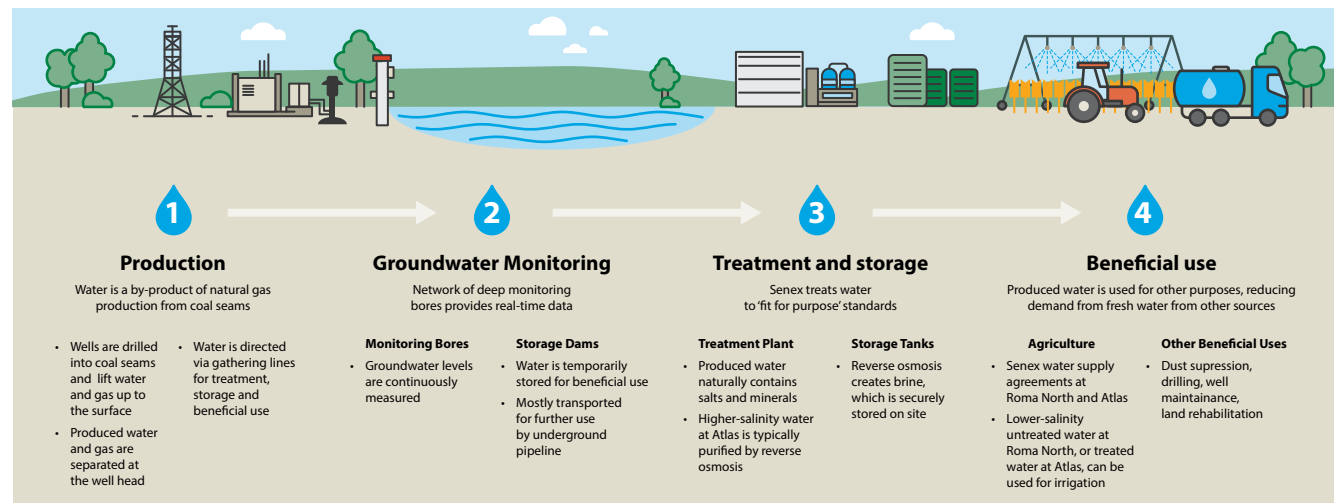 1
Production
Water is a by-product of natural gas
production from coal seams
• Wells are drilled
into coal seams
and lift water
and gas up to
the surface
• Produced water
and gas are
separated at
the well head
• Water is directed
via gathering lines
for treatment,
storage and
beneficial use
2
Groundwater Monitoring
Network of deep monitoring
bores provides real-time data
Monitoring Bores
• Groundwater levels
are continuously
measured
Storage Dams
• Water is temporarily
stored for beneficial use
• Mostly transported
for further use
by underground
pipeline
3
Treatment and storage
Senex treats water
to ‘fit for purpose’ standards
Treatment Plant
• Produced water
naturally contains
salts and minerals
• Higher-salinity water
at Atlas is typically
purified by reverse
osmosis
Storage Tanks
• Reverse osmosis
creates brine,
which is securely
stored on site
4
Beneficial use
Produced water is used for other purposes, reducing
demand from fresh water from other sources
Agriculture
• Senex water supply
agreements at
Roma North and Atlas
• Lower-salinity
untreated water at
Roma North, or treated
water at Atlas, can be
used for irrigation
Other Beneficial Uses
• Dust supression,
drilling, well
maintainance,
land rehabilitation